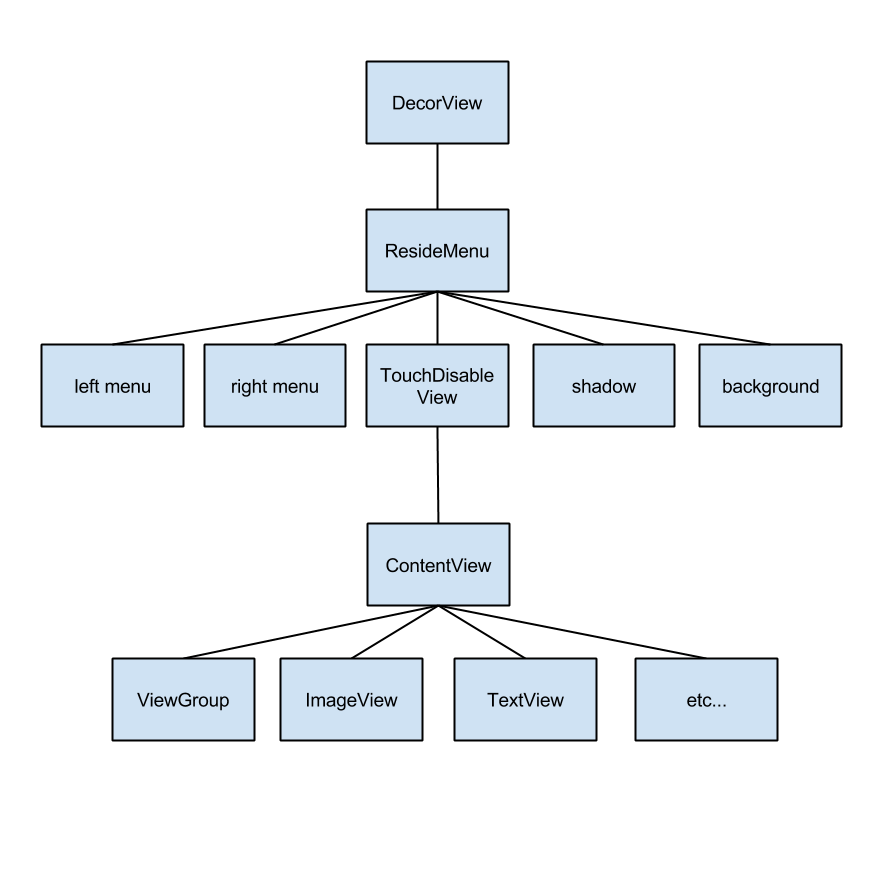 DecorView
ResideMenu
left menu
right menu
TouchDisable
View
shadow
background
ContentView
ViewGroup
ImageView
TextView
etc...